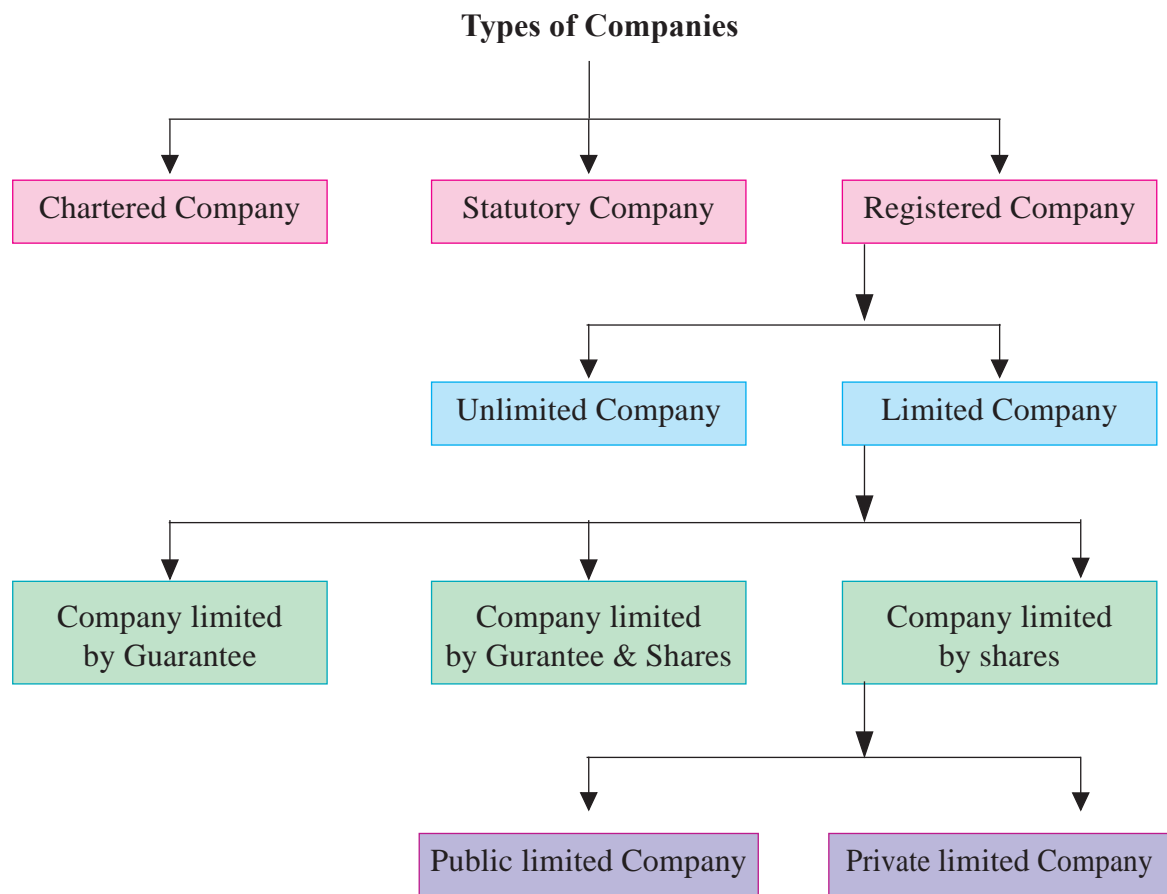 Types of Companies
Chartered Company
Statutory Company
Registered Company
Unlimited Company
Limited Company
Company limited
by Guarantee
Company limited
by Gurantee & Shares
Company limited
by shares
Public limited Company
Private limited Company